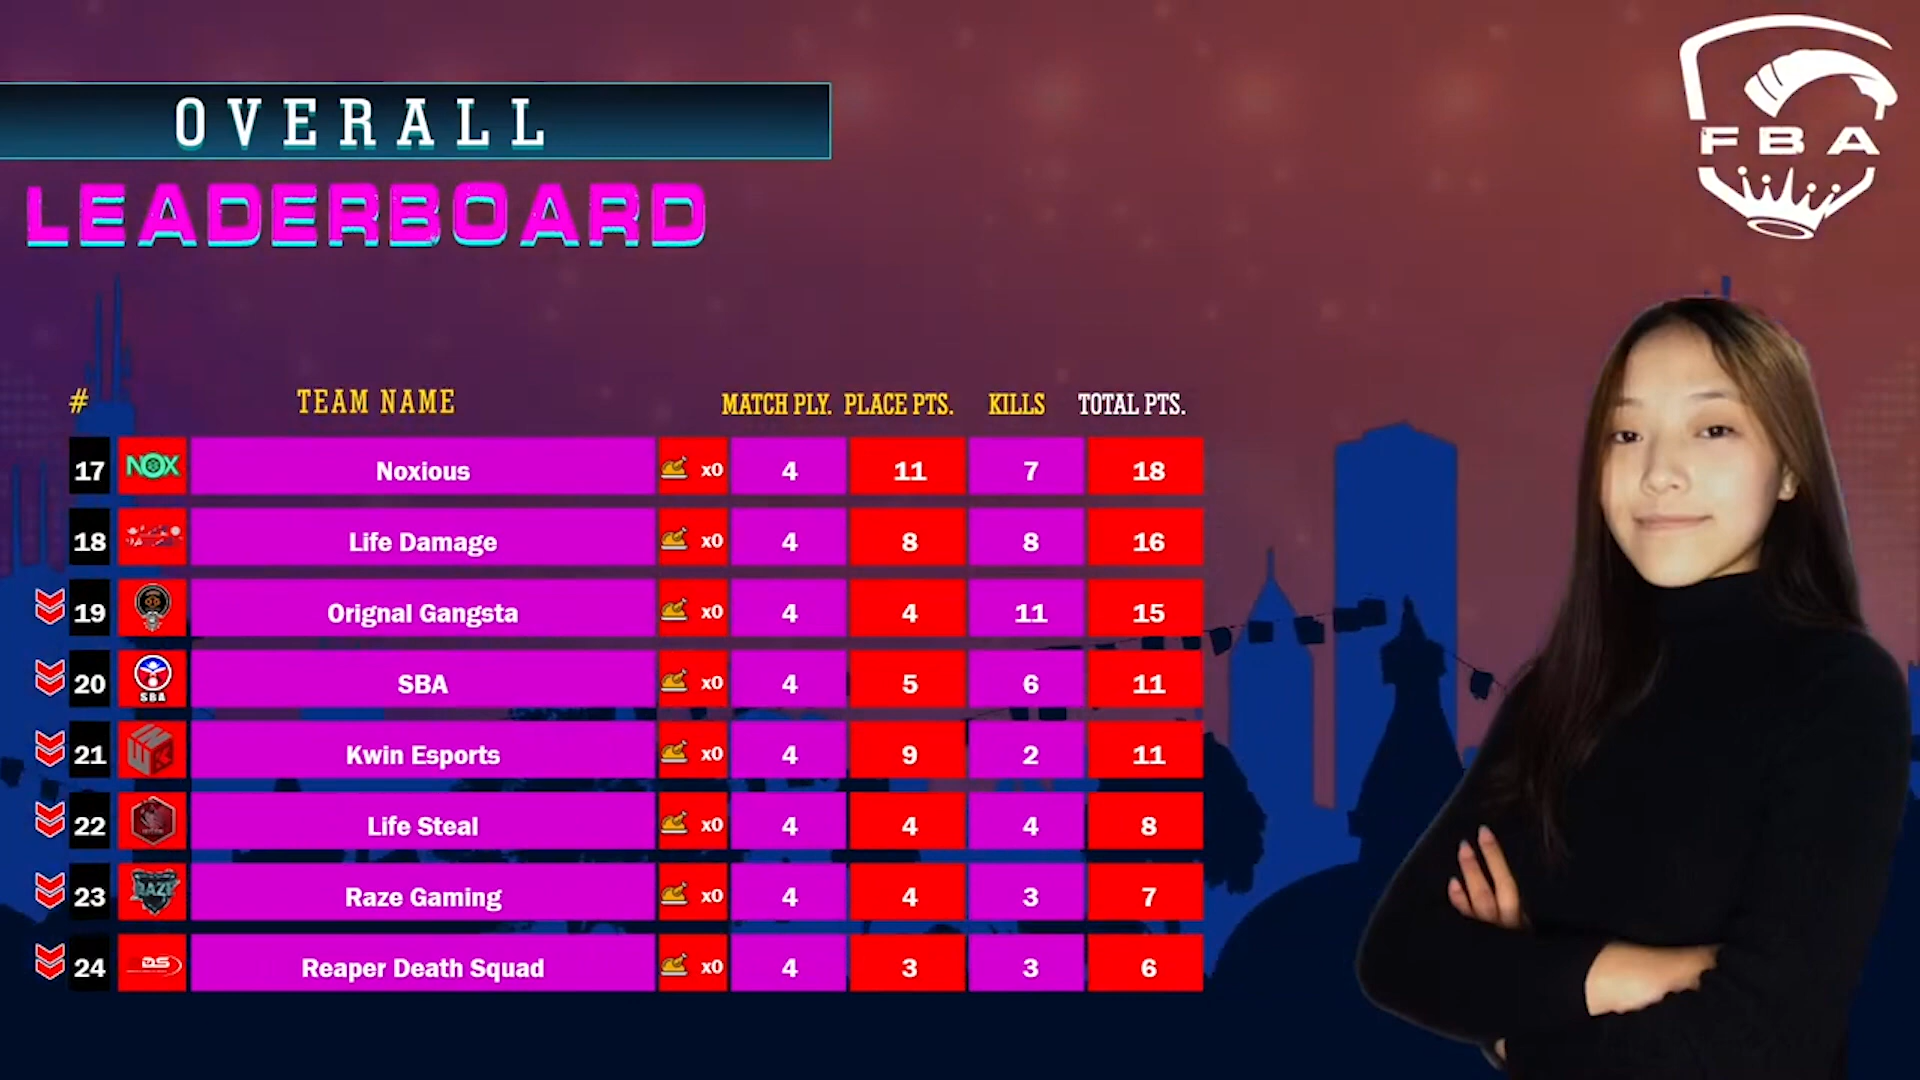 OVERALL
LEADERBOARD
FBA
# TEAM NAME MATCH PLY. PLACE PTS. KILLS TOTAL PTS.
17 NOX Noxious x0 4 11 7 18
18 Life Damage x0 4 8 8 16
19 Orignal Gangsta x0 4 4 11 15
20 SBA SBA x0 4 5 6 11
21 Kwin Esports x0 4 9 2 11
22 Life Steal x0 4 4 4 8
23 RAZE Raze Gaming x0 4 4 3 7
24 Reaper Death Squad x0 4 3 3 6